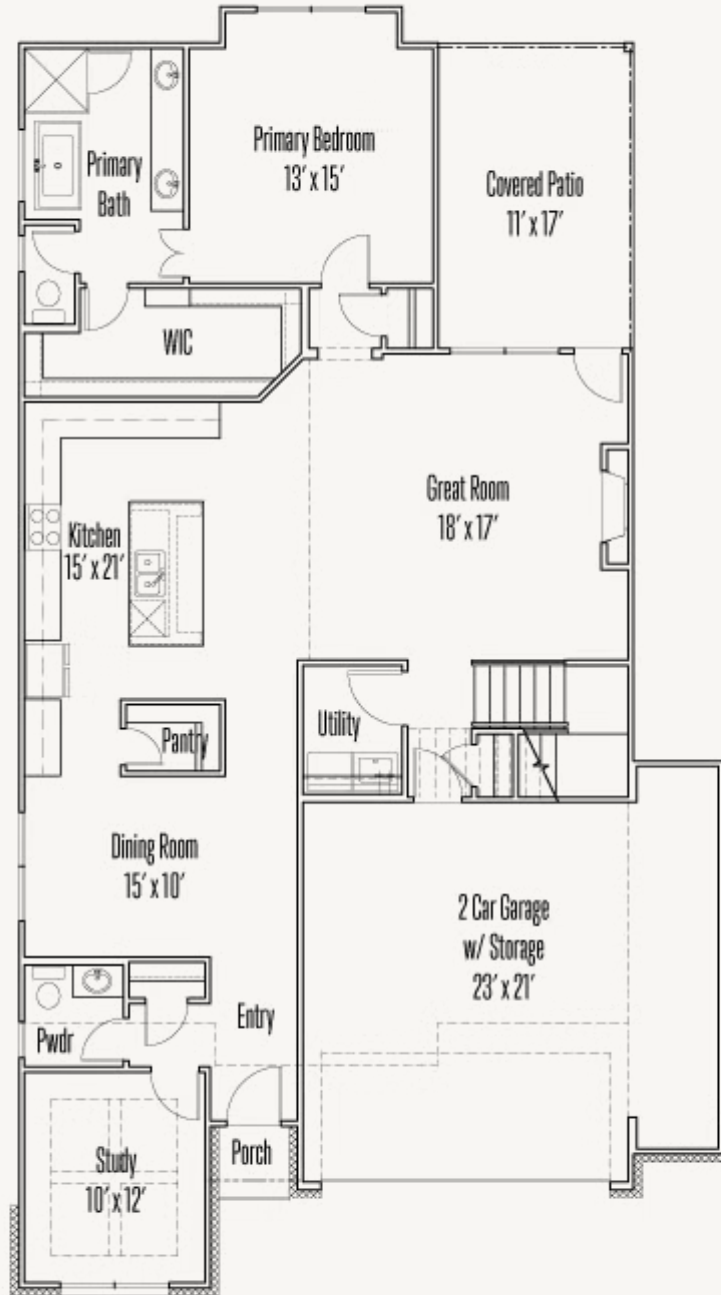 Primary Bedroom
13' x 15'
Primary
Bath
Covered Patio
11' x 17'
WIC
Great Room
18' x 17'
Kitchen
15' x 21'
Utility
Pantry
Dining Room
15' x 10'
2 Car Garage
w/ Storage
23' x 21'
Entry
Pwdr
Porch
Study
10' x 12'